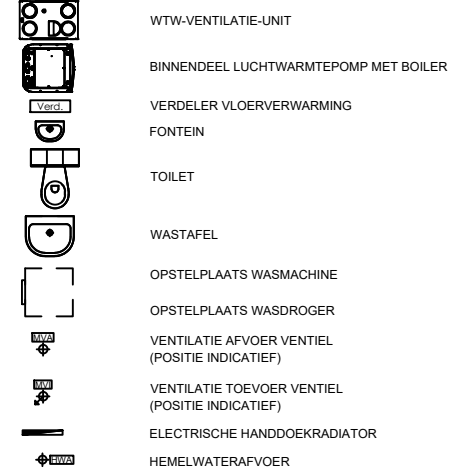 WTW-VENTILATIE-UNIT
BINNENDEEL LUCHTWARMTEPOMP MET BOILER
Verd. VERDELER VLOERVERWARMING
FONTEIN
TOILET
WASTAFEL
OPSTELPLAATS WASMACHINE
OPSTELPLAATS WASDROGER
MVA VENTILATIE AFVOER VENTIEL
(POSITIE INDICATIEF)
MVI VENTILATIE TOEVOER VENTIEL
(POSITIE INDICATIEF)
ELECTRISCHE HANDDOEKRADIATOR
HWA HEMELWATERAFVOER